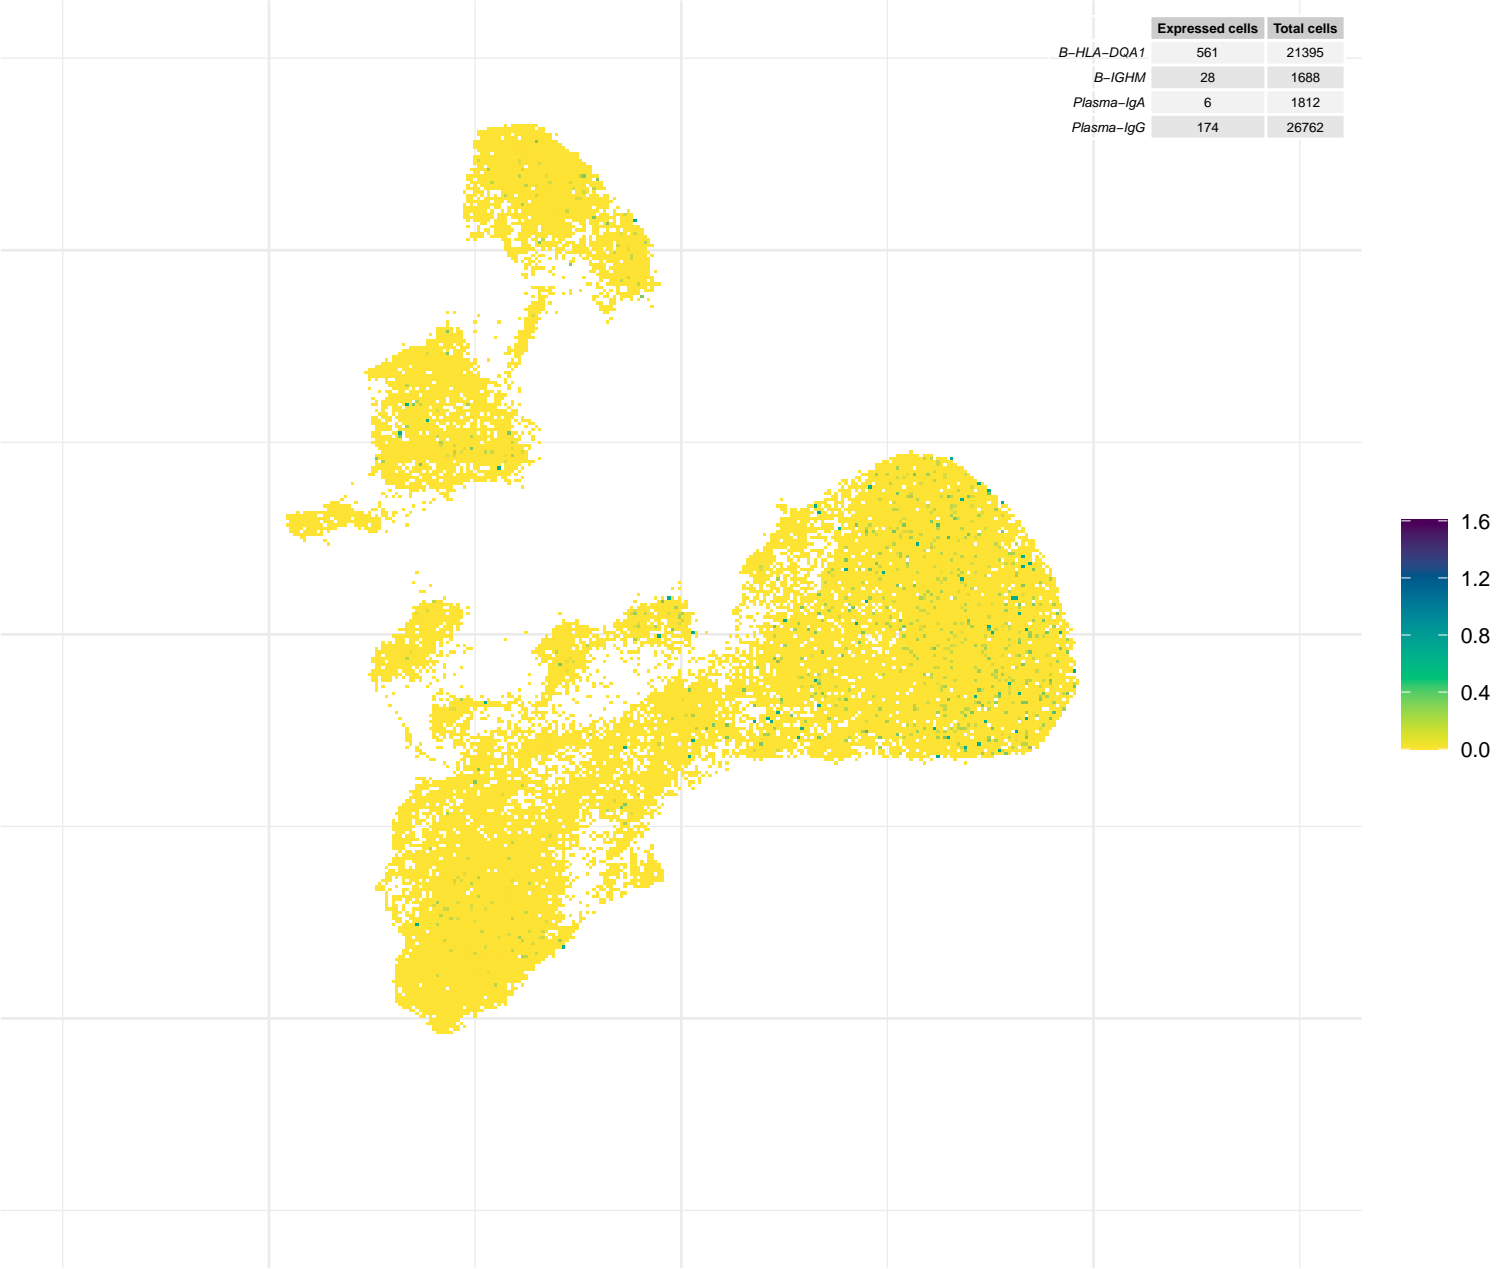 Expressed cells Total cells
B−HLA−DQA1 561 21395
B−IGHM 28 1688
Plasma−IgA 6 1812
Plasma−IgG 174 26762
1.6
1.2
0.8
0.4
0.0